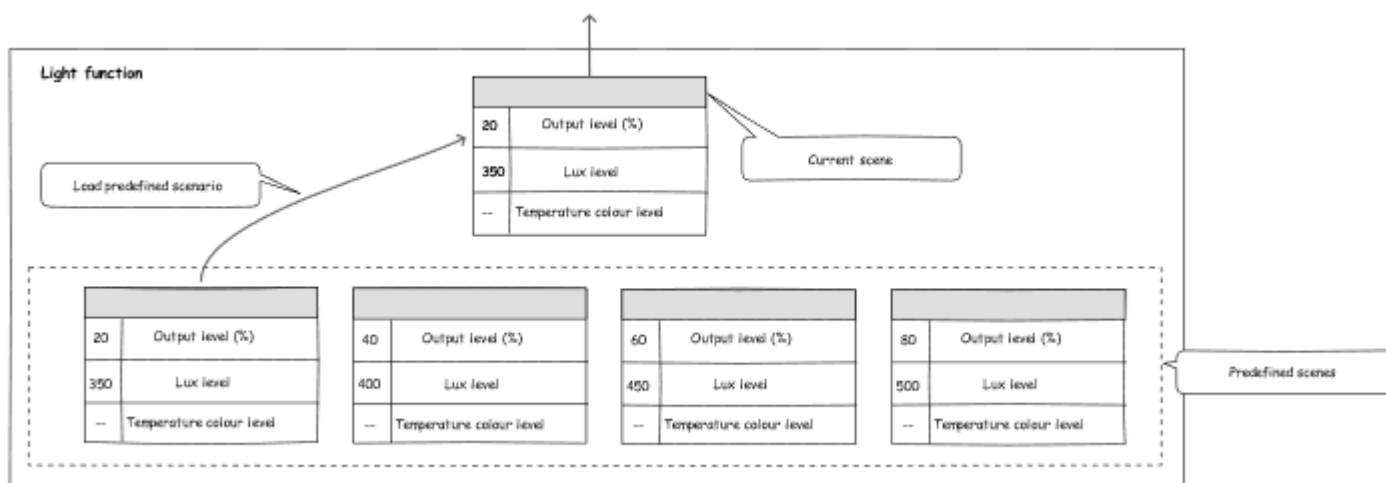 Light function
20 Output level (%)
Current scene
350 Lux level
Load predefined scenario
-- Temperature colour level
20 Output level (%)
350 Lux level
-- Temperature colour level
40 Output level (%)
400 Lux level
-- Temperature colour level
60 Output level (%)
450 Lux level
-- Temperature colour level
80 Output level (%)
500 Lux level
-- Temperature colour level
Predefined scenes